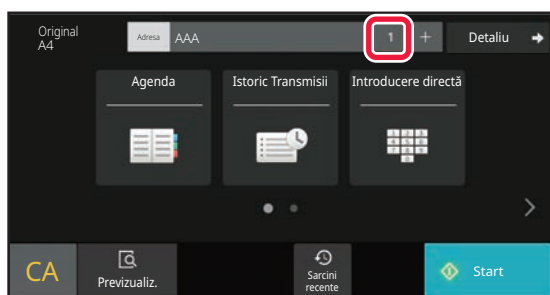 Original
A4
Adresa AAA 1 + Detaliu
Agenda
Istoric Transmisii
Introducere directă
CA
Previzualiz.
Sarcini
recente
Start